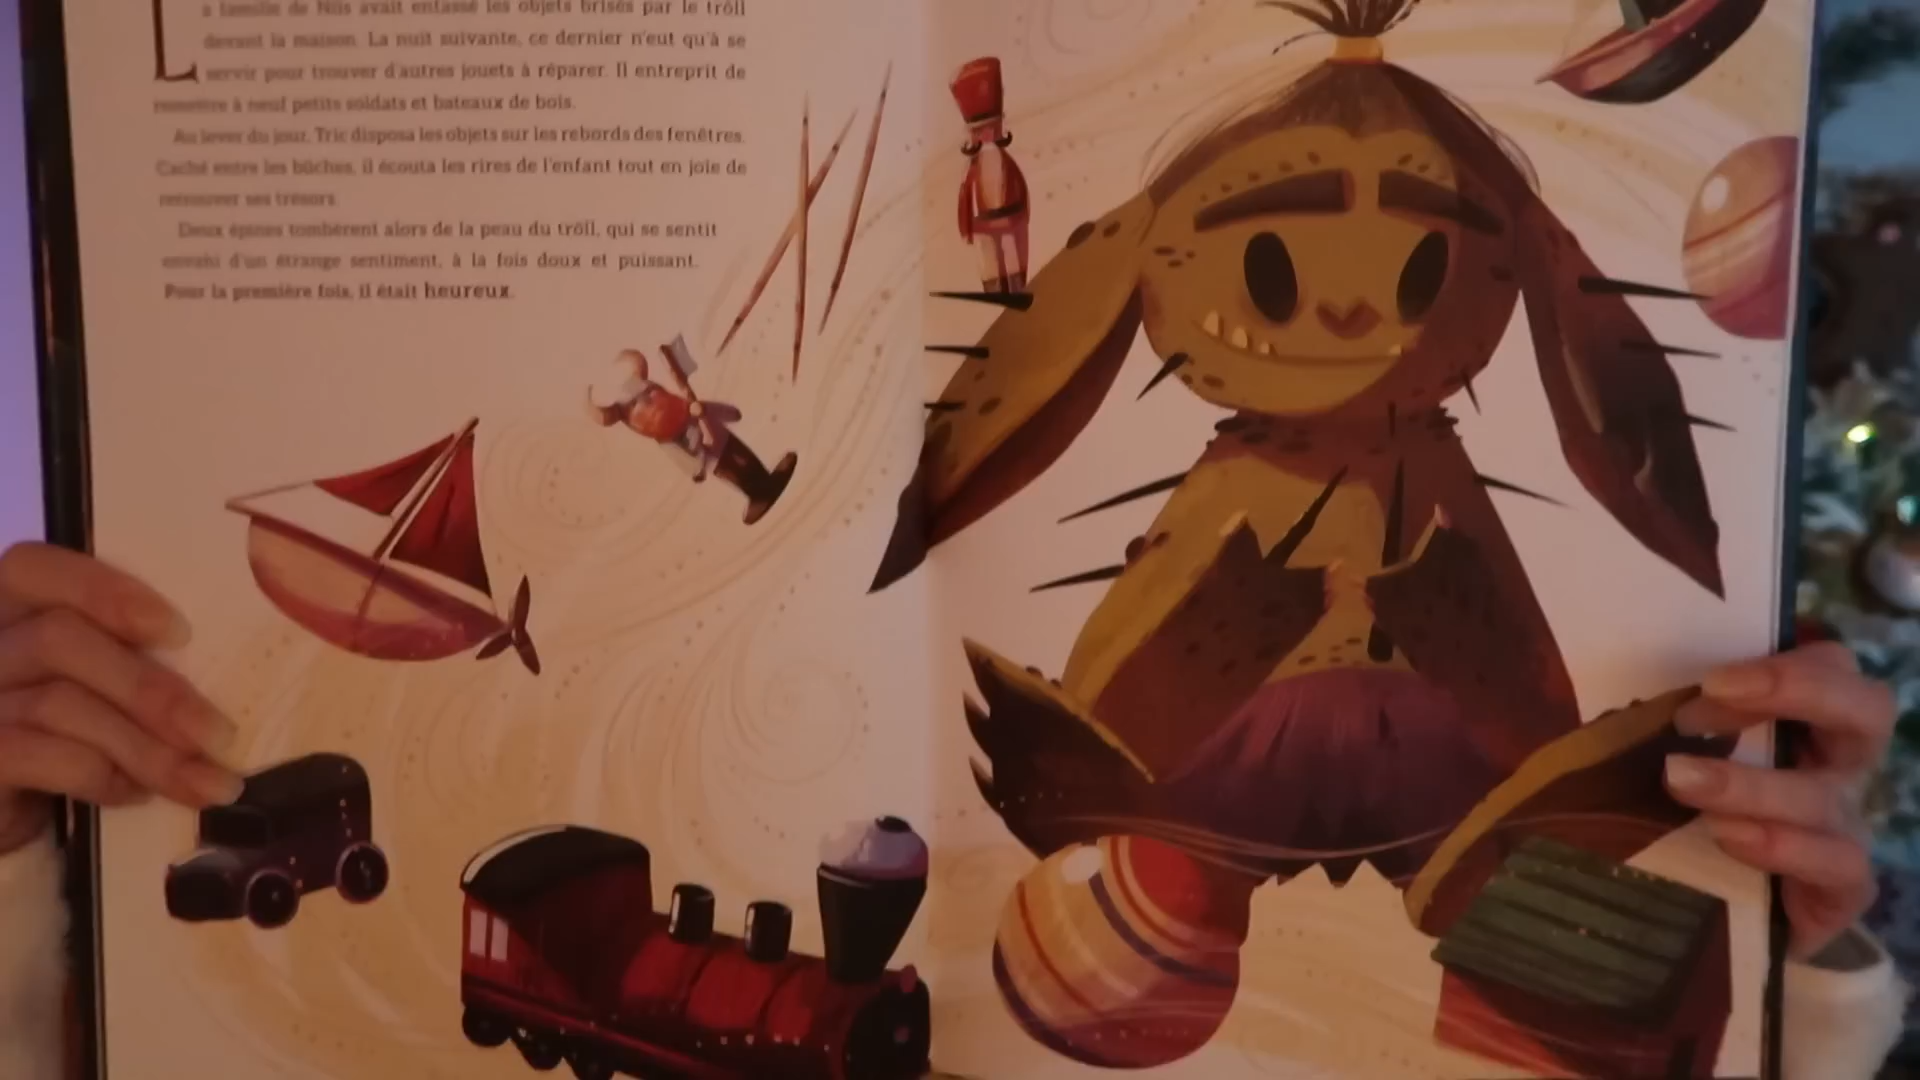 La famille de Nils avait entassé les objets brisés par le tröll
devant la maison. La nuit suivante, ce dernier n'eut qu'à se
servir pour trouver d'autres jouets à réparer. Il entreprit de
remettre à neuf petits soldats et bateaux de bois.
Au lever du jour, Tric disposa les objets sur les rebords des fenêtres.
Caché entre les bûches, il écouta les rires de l'enfant tout en joie de
retrouver ses trésors.
Deux épines tombèrent alors de la peau du tröll, qui se sentit
envahi d'un étrange sentiment, à la fois doux et puissant.
Pour la première fois, il était heureux.